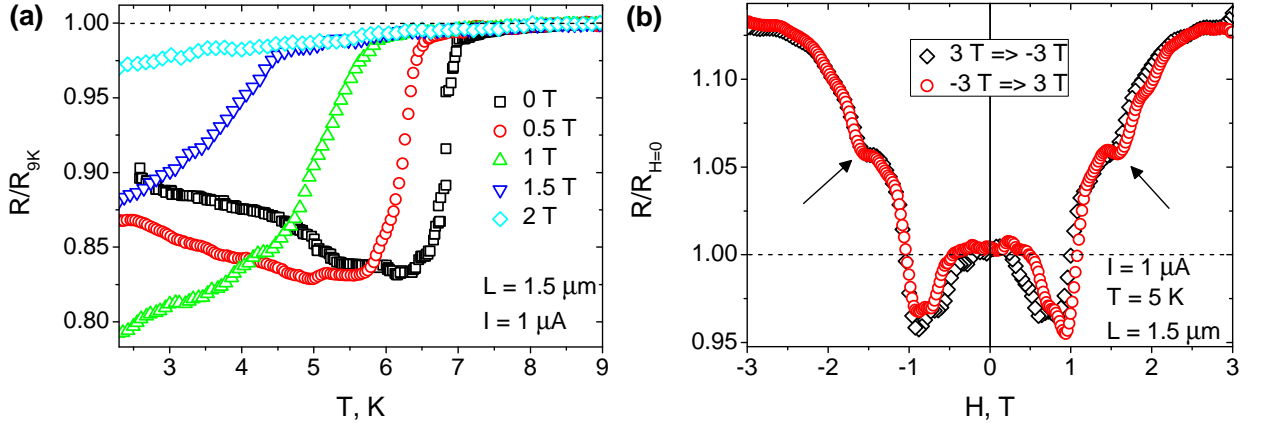 (a)
R/R9K
1.00
0.95
0.90
0.85
0.80
0 T
0.5 T
1 T
1.5 T
2 T
L = 1.5 μm
I = 1 μA
3 4 5 6 7 8 9
T, K
(b)
R/RH=0
1.10
1.05
1.00
0.95
3 T => -3 T
-3 T => 3 T
I = 1 μA
T = 5 K
L = 1.5 μm
-3 -2 -1 0 1 2 3
H, T